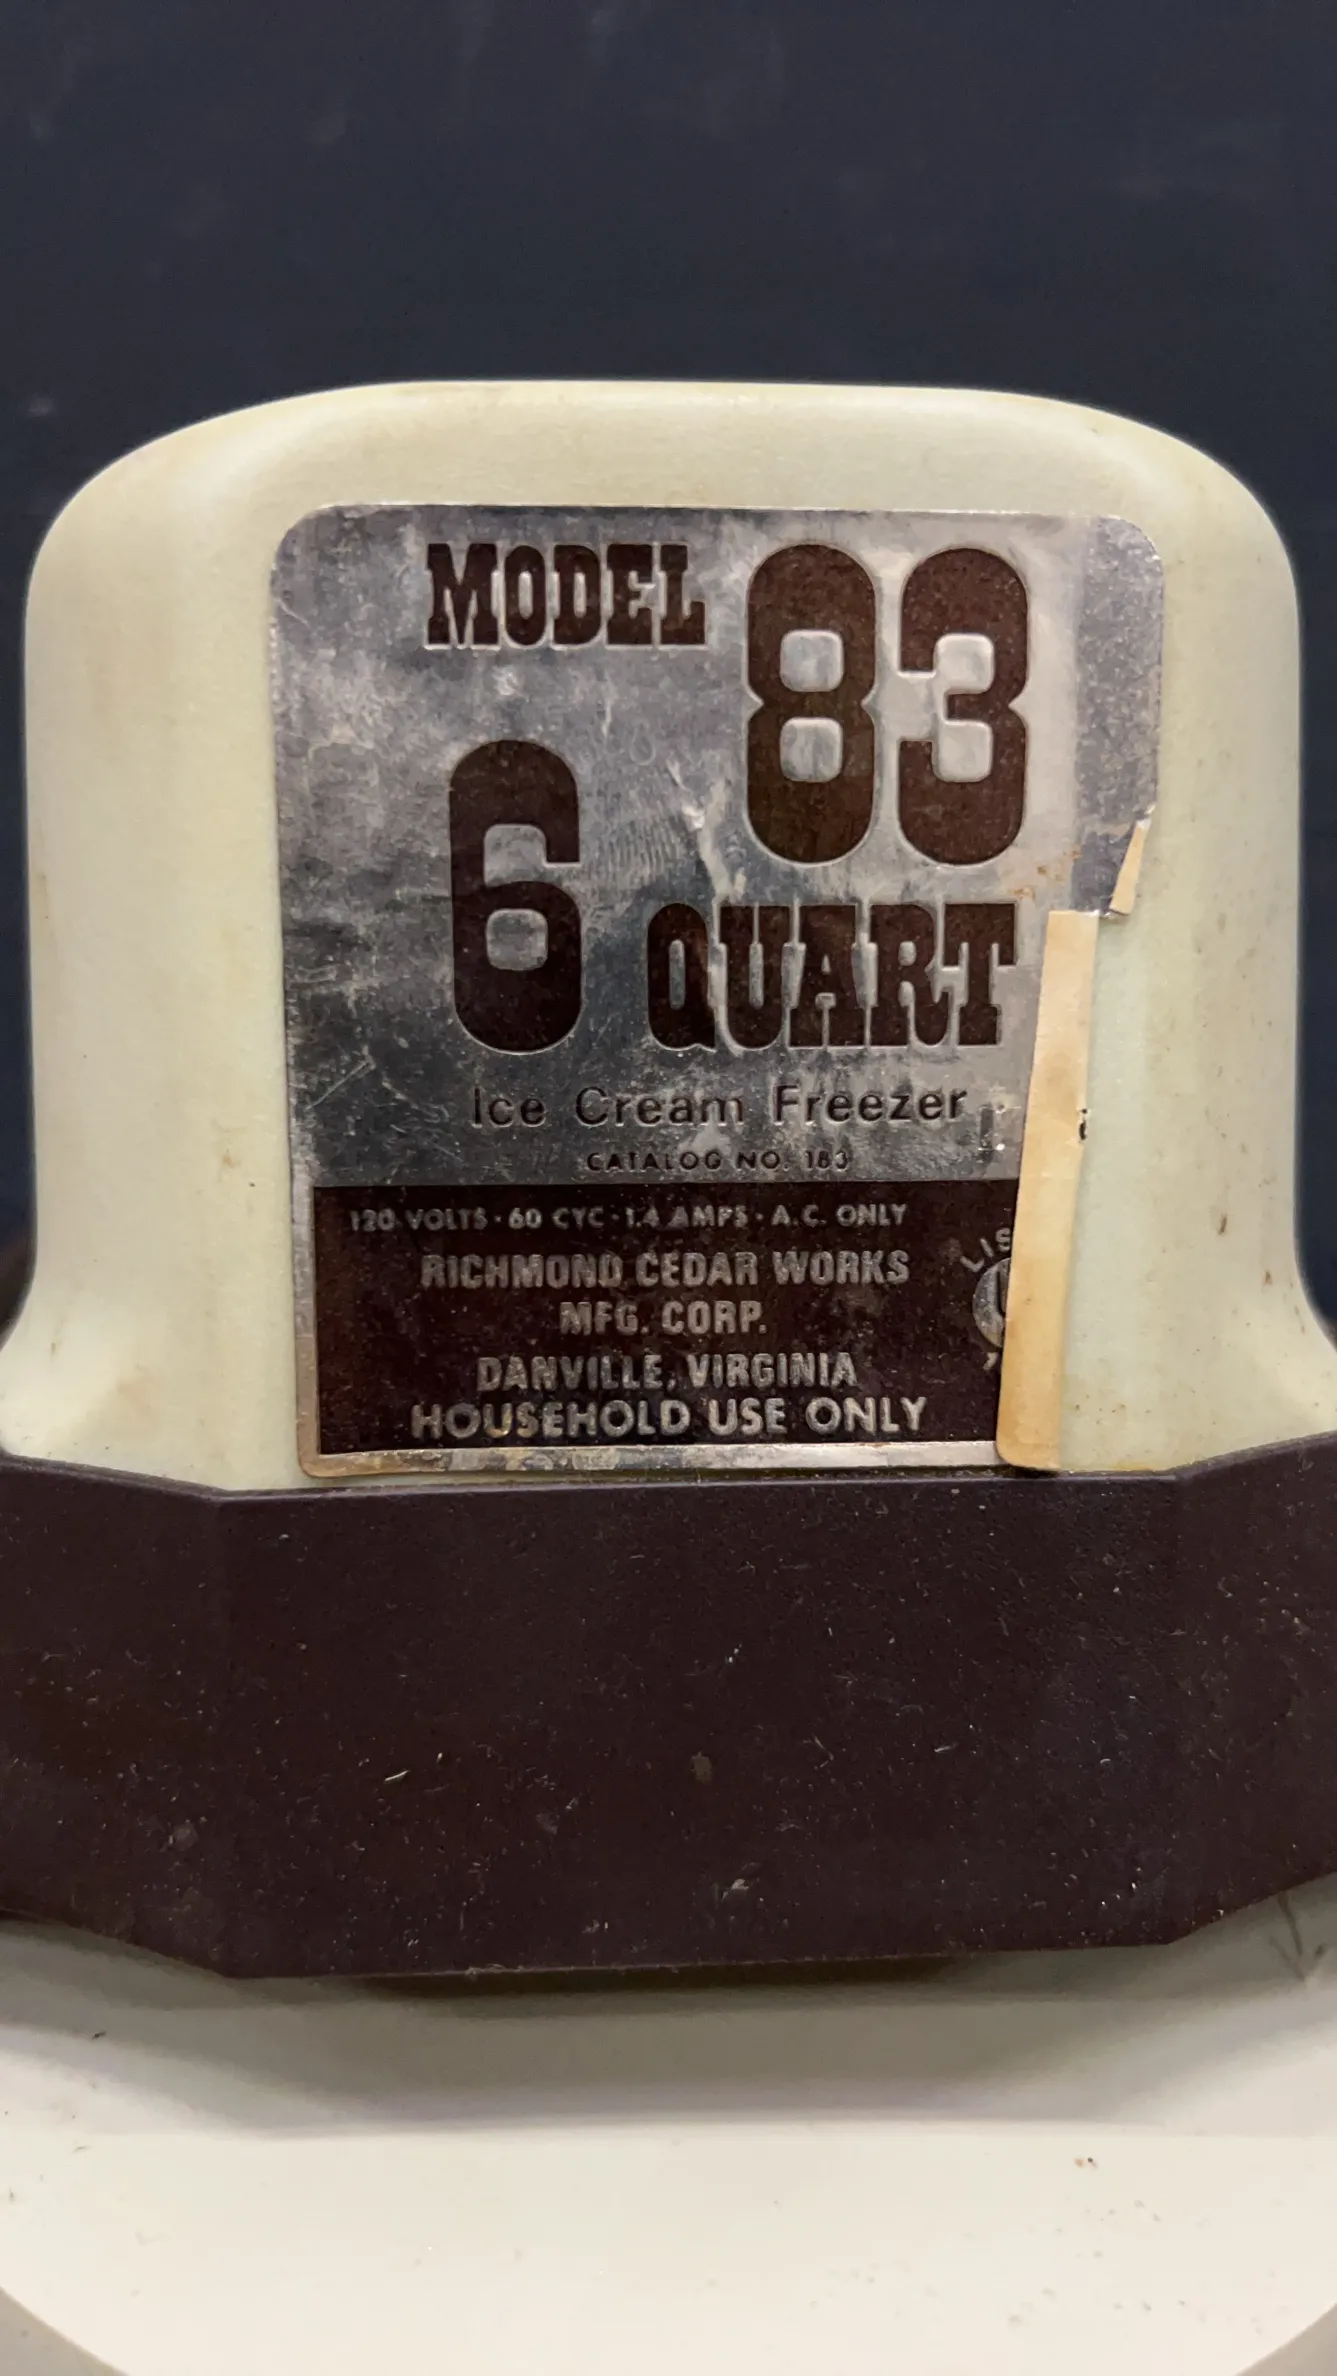 MODEL 83
6 QUART
Ice Cream Freezer
CATALOG NO. 183
120 VOLTS · 60 CYC · 1.4 AMPS · A.C. ONLY
RICHMOND CEDAR WORKS
MFG. CORP.
DANVILLE, VIRGINIA
HOUSEHOLD USE ONLY